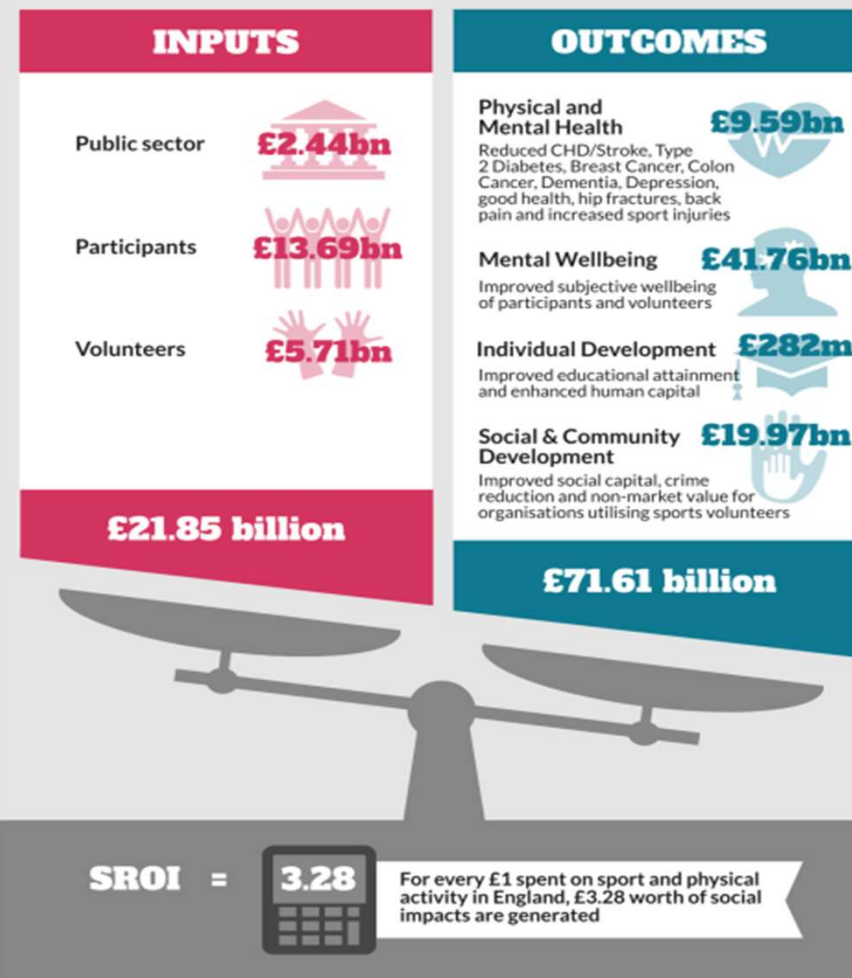 INPUTS
Public sector £2.44bn
Participants £13.69bn
Volunteers £5.71bn
£21.85 billion
OUTCOMES
Physical and
Mental Health
£9.59bn
Reduced CHD/Stroke, Type
2 Diabetes, Breast Cancer, Colon
Cancer, Dementia, Depression,
good health, hip fractures, back
pain and increased sport injuries
Mental Wellbeing £41.76bn
Improved subjective wellbeing
of participants and volunteers
Individual Development £282m
Improved educational attainment
and enhanced human capital
Social & Community £19.97bn
Development
Improved social capital, crime
reduction and non-market value for
organisations utilising sports volunteers
£71.61 billion
SROI = 3.28
For every £1 spent on sport and physical
activity in England, £3.28 worth of social
impacts are generated